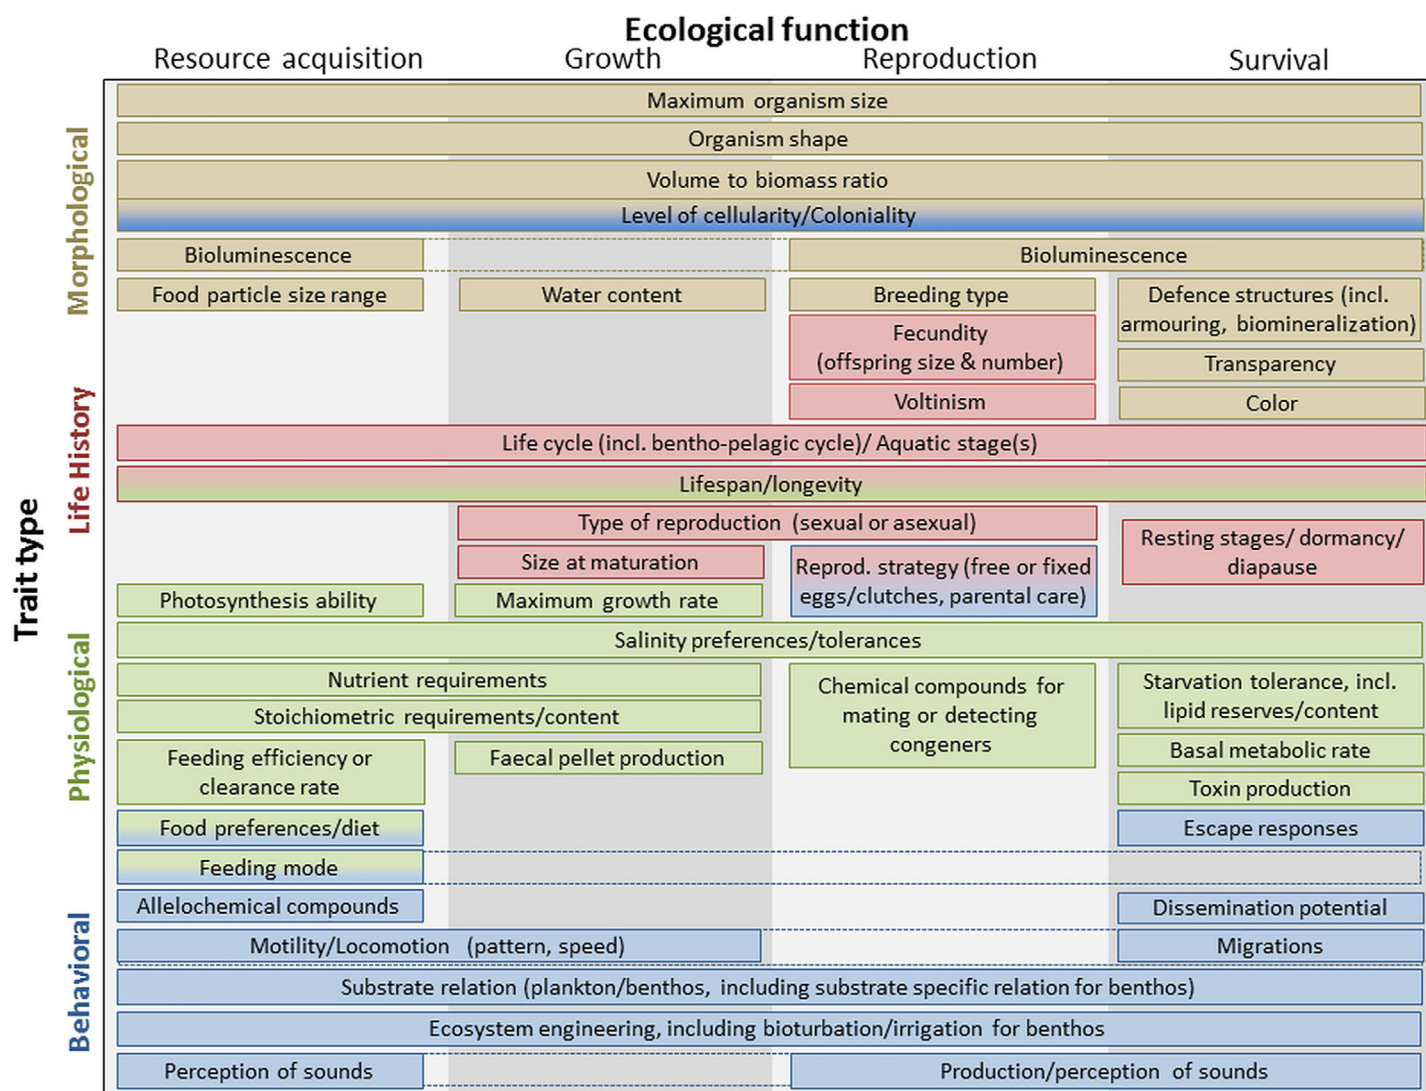 Ecological function
Resource acquisition Growth Reproduction Survival
Trait type
Morphological
Maximum organism size
Organism shape
Volume to biomass ratio
Level of cellularity/Coloniality
Bioluminescence Bioluminescence
Food particle size range Water content Breeding type
Defence structures (incl.
armouring, biomineralization)
Fecundity
(offspring size & number)
Transparency
Voltinism Color
Life History
Life cycle (incl. bentho-pelagic cycle)/ Aquatic stage(s)
Lifespan/longevity
Type of reproduction (sexual or asexual)
Resting stages/ dormancy/
diapause
Size at maturation
Reprod. strategy (free or fixed
eggs/clutches, parental care)
Photosynthesis ability Maximum growth rate
Physiological
Salinity preferences/tolerances
Nutrient requirements
Chemical compounds for
mating or detecting
congeners
Starvation tolerance, incl.
lipid reserves/content
Stoichiometric requirements/content
Feeding efficiency or
clearance rate
Faecal pellet production
Basal metabolic rate
Toxin production
Food preferences/diet Escape responses
Feeding mode
Behavioral
Allelochemical compounds Dissemination potential
Motility/Locomotion (pattern, speed) Migrations
Substrate relation (plankton/benthos, including substrate specific relation for benthos)
Ecosystem engineering, including bioturbation/irrigation for benthos
Perception of sounds Production/perception of sounds